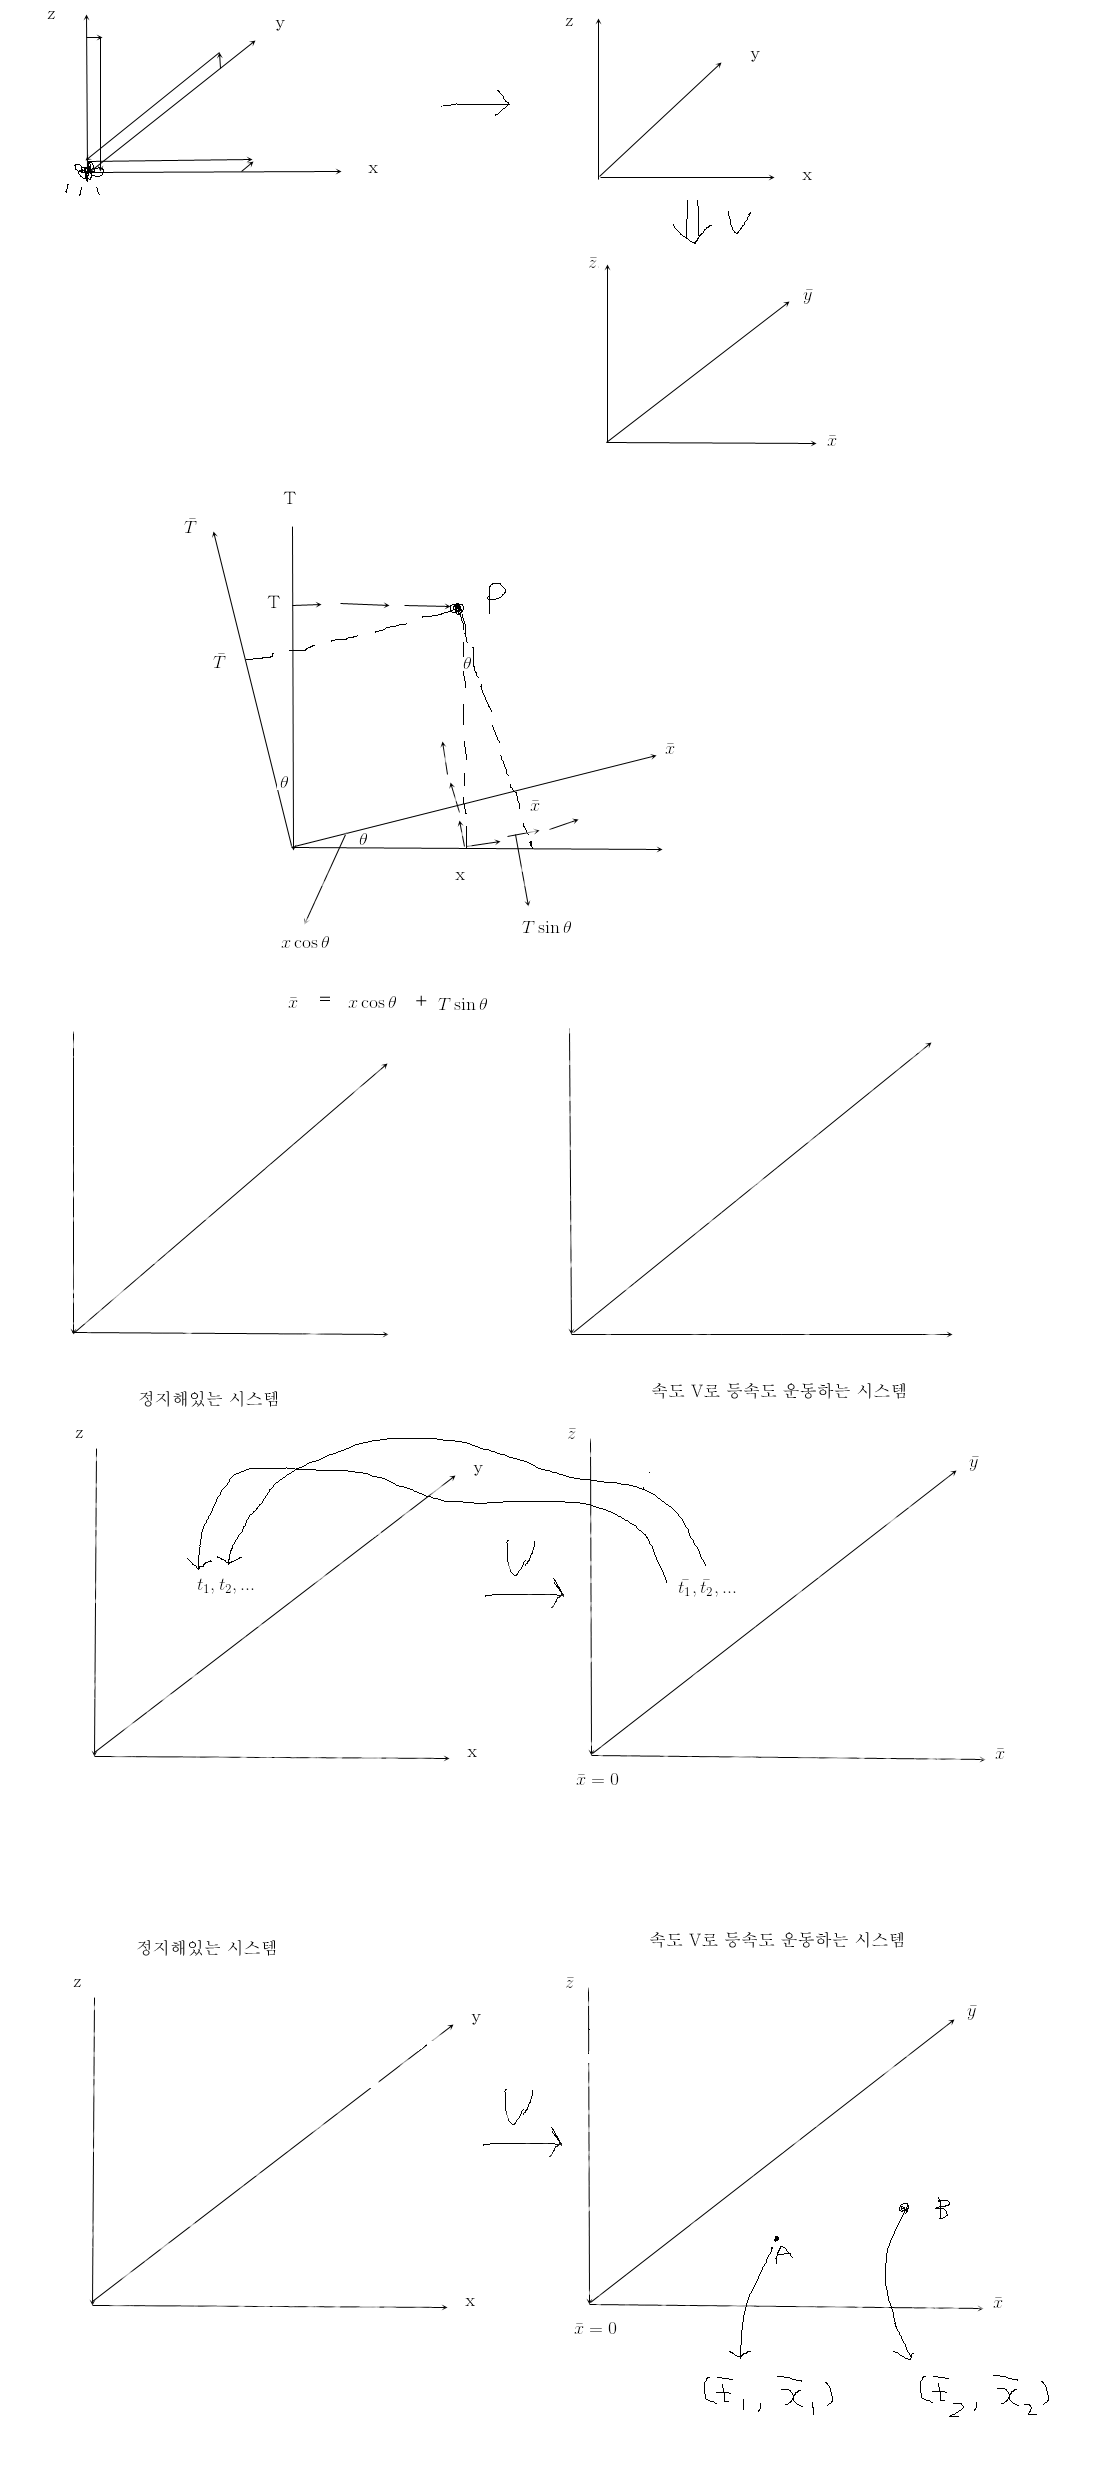 z
y
x
z
y
x
V
z̄
ȳ
x̄
T
T̄
T
P
T̄
θ
θ
x̄
x̄
θ
x
T sin θ
x cos θ
x̄ = x cos θ + T sin θ
정지해있는 시스템
속도 V로 등속도 운동하는 시스템
z
y
x
t₁, t₂, ...
V
z̄
ȳ
t̄₁, t̄₂, ...
x̄
x̄ = 0
정지해있는 시스템
속도 V로 등속도 운동하는 시스템
z
y
x
V
z̄
ȳ
B
A
x̄
x̄ = 0
(t̄₁, x̄₁)
(t̄₂, x̄₂)